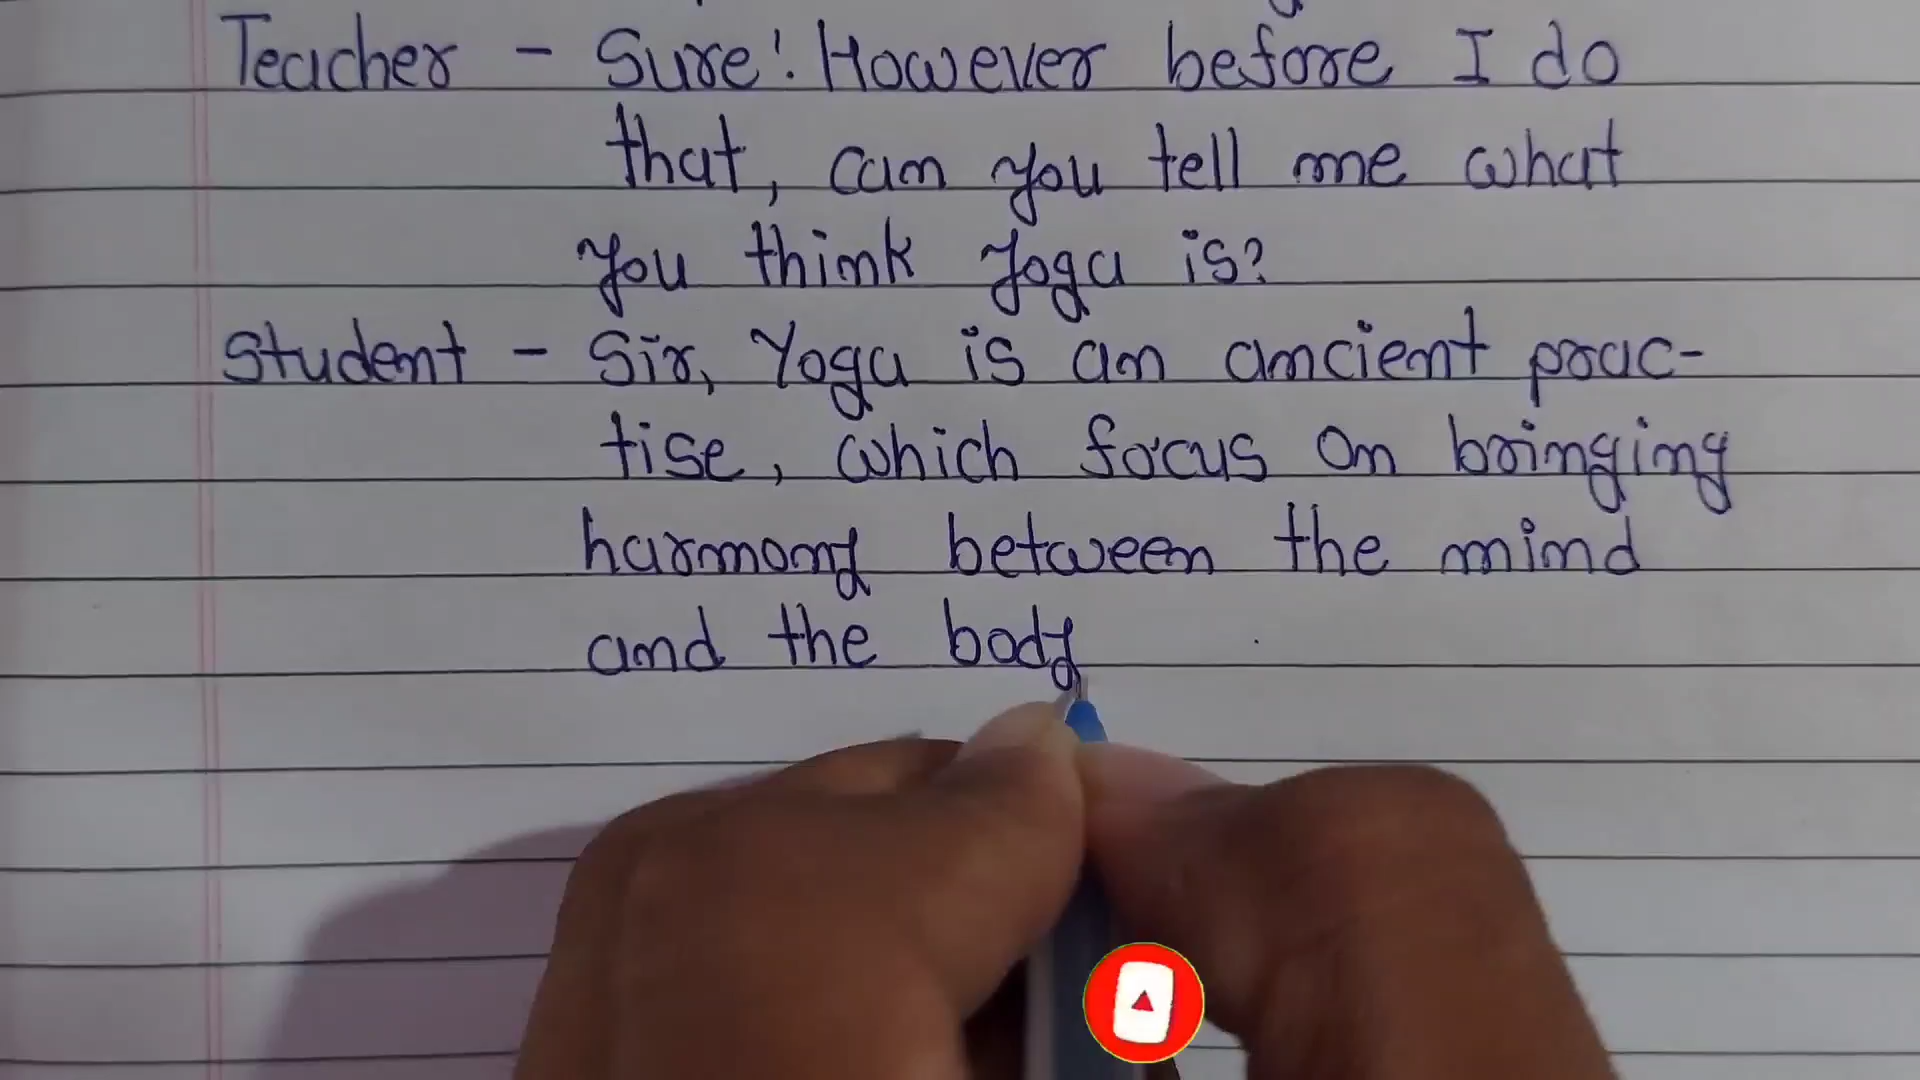 Teacher - Sure! However before I do
that, can you tell me what
you think Yoga is?
Student - Sir, Yoga is an ancient prac-
tise, which focus on bringing
harmony between the mind
and the body